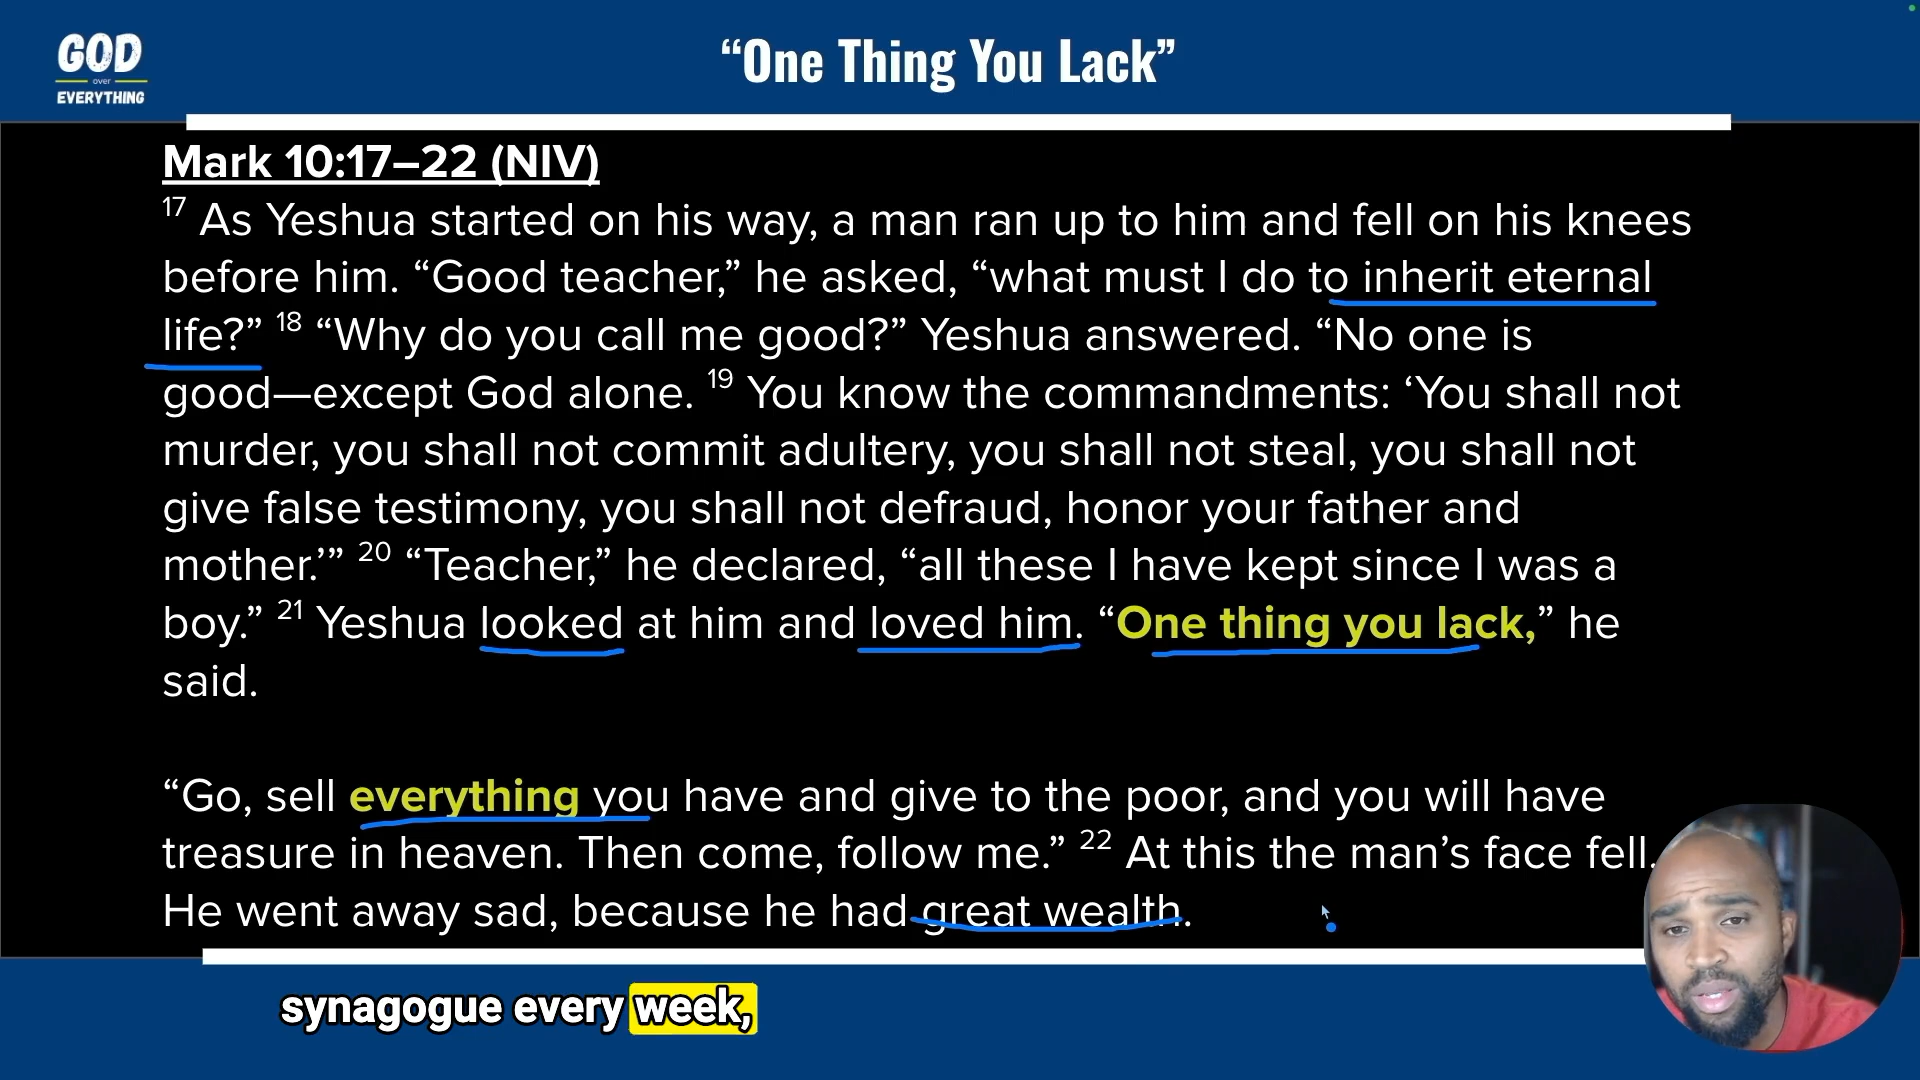 GOD
over
EVERYTHING
“One Thing You Lack”
Mark 10:17–22 (NIV)
17 As Yeshua started on his way, a man ran up to him and fell on his knees
before him. “Good teacher,” he asked, “what must I do to inherit eternal
life?” 18 “Why do you call me good?” Yeshua answered. “No one is
good—except God alone. 19 You know the commandments: ‘You shall not
murder, you shall not commit adultery, you shall not steal, you shall not
give false testimony, you shall not defraud, honor your father and
mother.’” 20 “Teacher,” he declared, “all these I have kept since I was a
boy.” 21 Yeshua looked at him and loved him. “One thing you lack,” he
said.
“Go, sell everything you have and give to the poor, and you will have
treasure in heaven. Then come, follow me.” 22 At this the man’s face fell.
He went away sad, because he had great wealth.
synagogue every week,